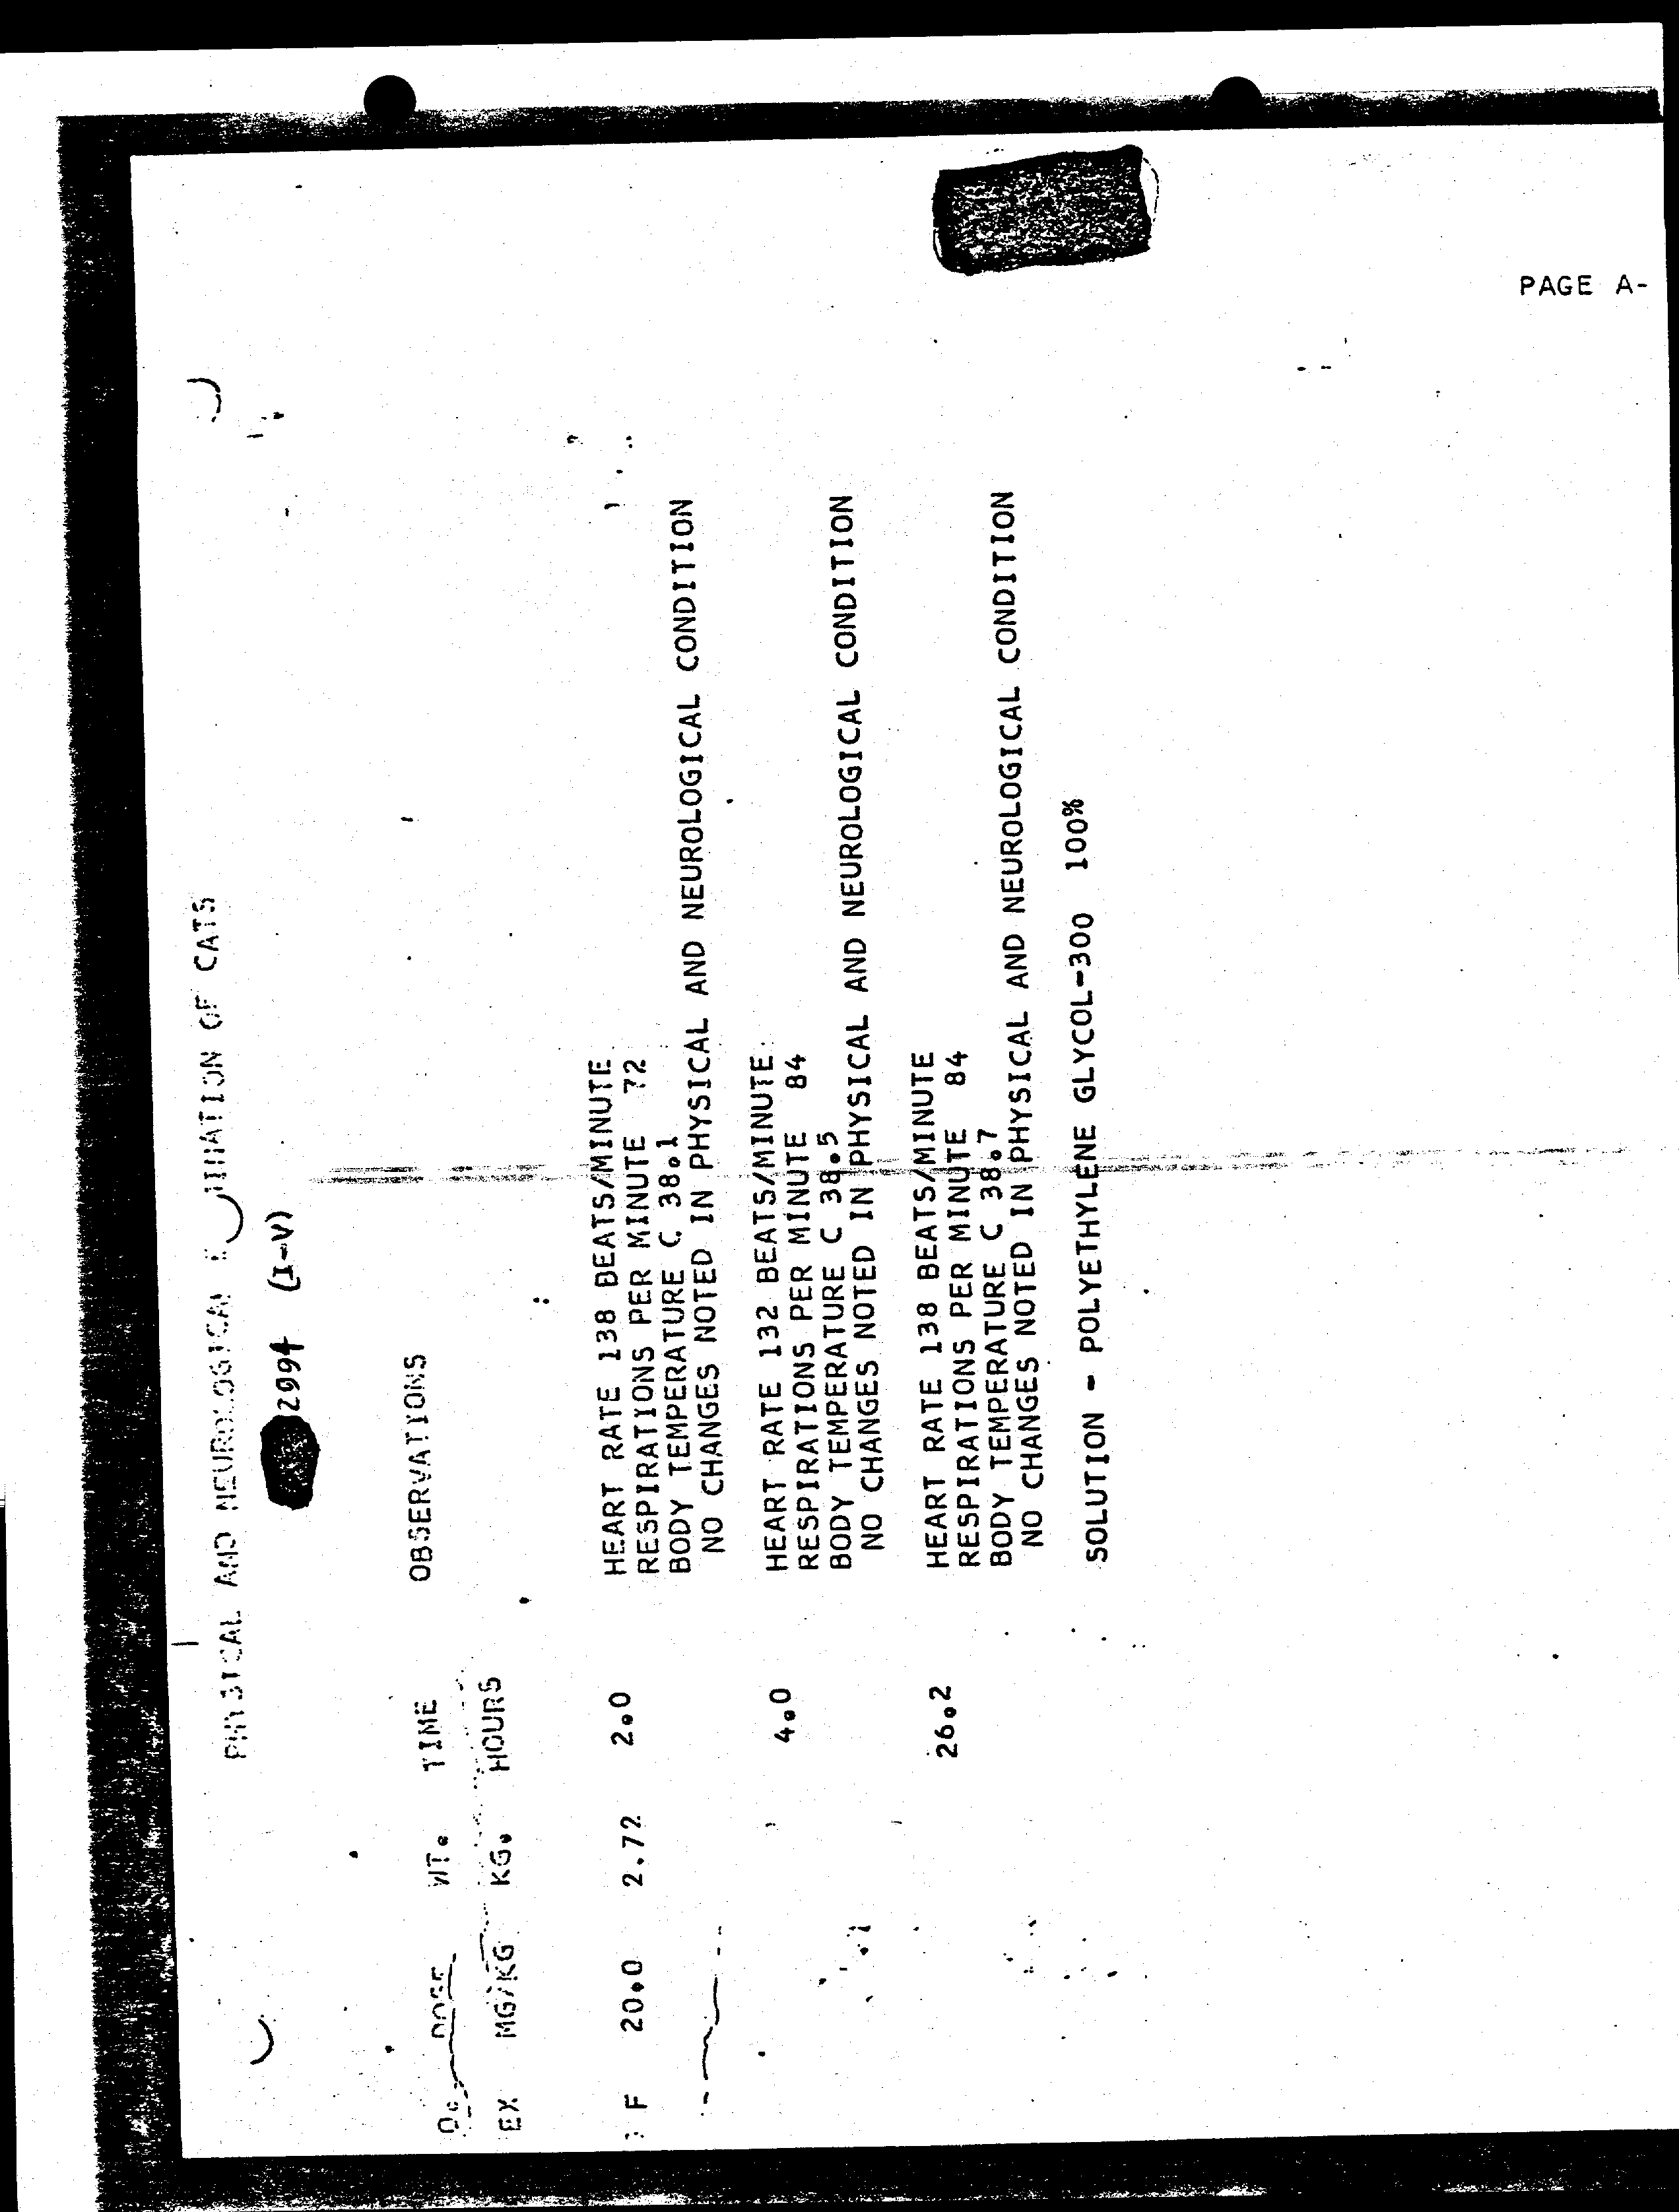 PHYSICAL AND NEUROLOGICAL OF CATS
2994 (I-V)
DOSE WT. TIME OBSERVATIONS
EX MG/KG KG. HOURS
F 20.0 2.72 2.0 HEART RATE 138 BEATS/MINUTE
RESPIRATIONS PER MINUTE 72
BODY TEMPERATURE C 38.1
NO CHANGES NOTED IN PHYSICAL AND NEUROLOGICAL CONDITION
4.0 HEART RATE 132 BEATS/MINUTE
RESPIRATIONS PER MINUTE 84
BODY TEMPERATURE C 38.5
NO CHANGES NOTED IN PHYSICAL AND NEUROLOGICAL CONDITION
26.2 HEART RATE 138 BEATS/MINUTE
RESPIRATIONS PER MINUTE 84
BODY TEMPERATURE C 38.7
NO CHANGES NOTED IN PHYSICAL AND NEUROLOGICAL CONDITION
SOLUTION - POLYETHYLENE GLYCOL-300 100%
PAGE A-